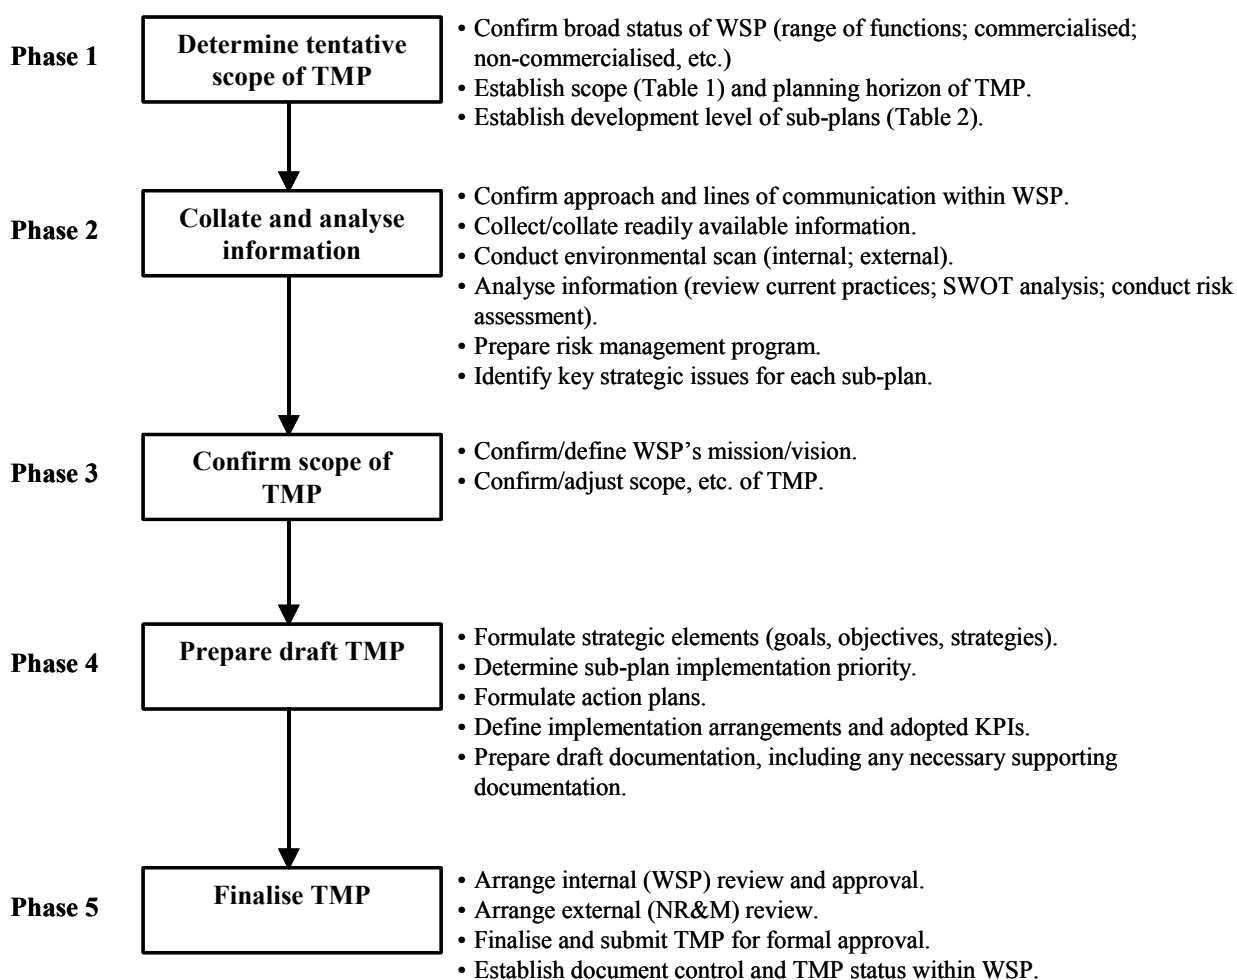 Phase 1
Determine tentative
scope of TMP
• Confirm broad status of WSP (range of functions; commercialised;
non-commercialised, etc.)
• Establish scope (Table 1) and planning horizon of TMP.
• Establish development level of sub-plans (Table 2).
Phase 2
Collate and analyse
information
• Confirm approach and lines of communication within WSP.
• Collect/collate readily available information.
• Conduct environmental scan (internal; external).
• Analyse information (review current practices; SWOT analysis; conduct risk
assessment).
• Prepare risk management program.
• Identify key strategic issues for each sub-plan.
Phase 3
Confirm scope of
TMP
• Confirm/define WSP’s mission/vision.
• Confirm/adjust scope, etc. of TMP.
Phase 4
Prepare draft TMP
• Formulate strategic elements (goals, objectives, strategies).
• Determine sub-plan implementation priority.
• Formulate action plans.
• Define implementation arrangements and adopted KPIs.
• Prepare draft documentation, including any necessary supporting
documentation.
Phase 5
Finalise TMP
• Arrange internal (WSP) review and approval.
• Arrange external (NR&M) review.
• Finalise and submit TMP for formal approval.
• Establish document control and TMP status within WSP.